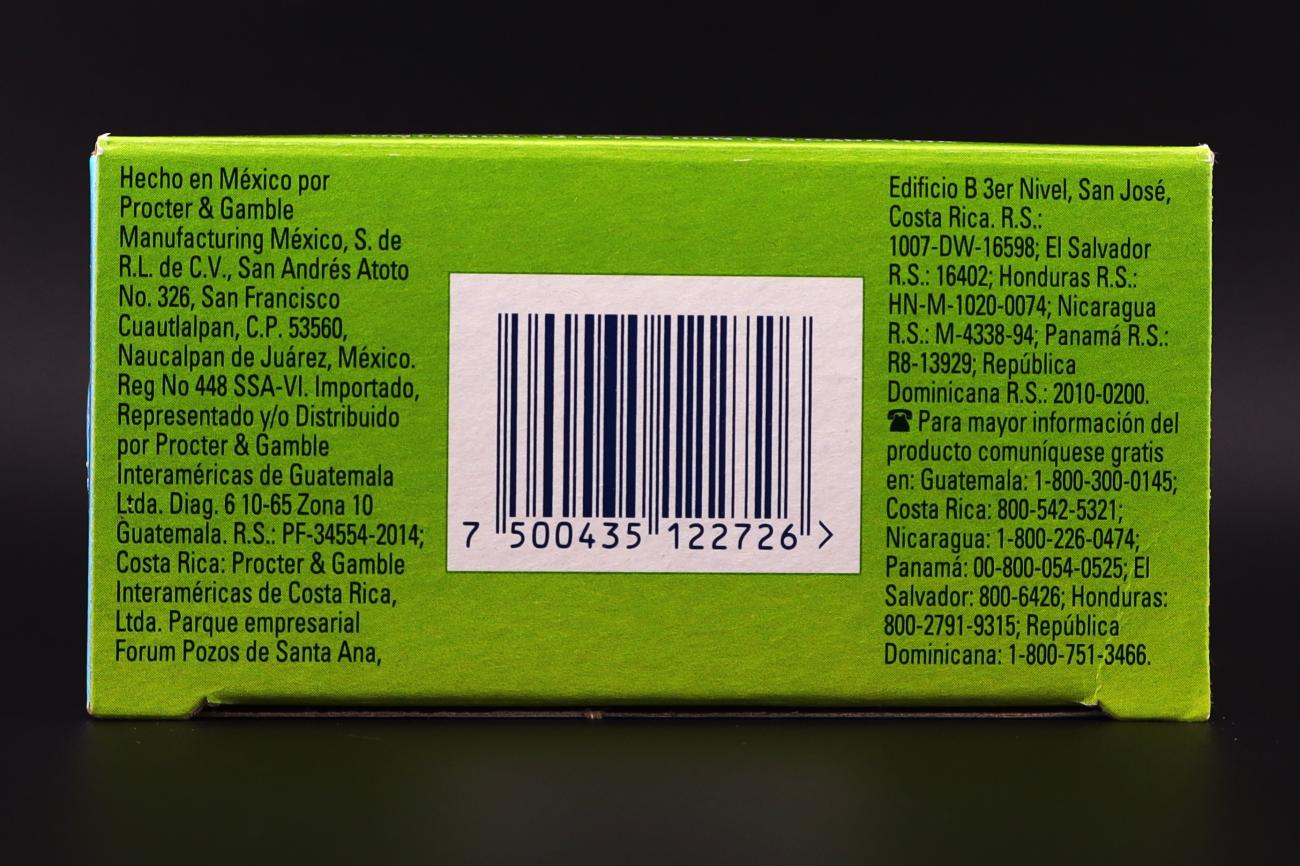 Hecho en México por
Procter & Gamble
Manufacturing México, S. de
R.L. de C.V., San Andrés Atoto
No. 326, San Francisco
Cuautlalpan, C.P. 53560,
Naucalpan de Juárez, México.
Reg No 448 SSA-VI. Importado,
Representado y/o Distribuido
por Procter & Gamble
Interaméricas de Guatemala
Ltda. Diag. 6 10-65 Zona 10
Guatemala. R.S.: PF-34554-2014;
Costa Rica: Procter & Gamble
Interaméricas de Costa Rica,
Ltda. Parque empresarial
Forum Pozos de Santa Ana,
7 500435 122726 >
Edificio B 3er Nivel, San José,
Costa Rica. R.S.:
1007-DW-16598; El Salvador
R.S.: 16402; Honduras R.S.:
HN-M-1020-0074; Nicaragua
R.S.: M-4338-94; Panamá R.S.:
R8-13929; República
Dominicana R.S.: 2010-0200.
☎ Para mayor información del
producto comuníquese gratis
en: Guatemala: 1-800-300-0145;
Costa Rica: 800-542-5321;
Nicaragua: 1-800-226-0474;
Panamá: 00-800-054-0525; El
Salvador: 800-6426; Honduras:
800-2791-9315; República
Dominicana: 1-800-751-3466.